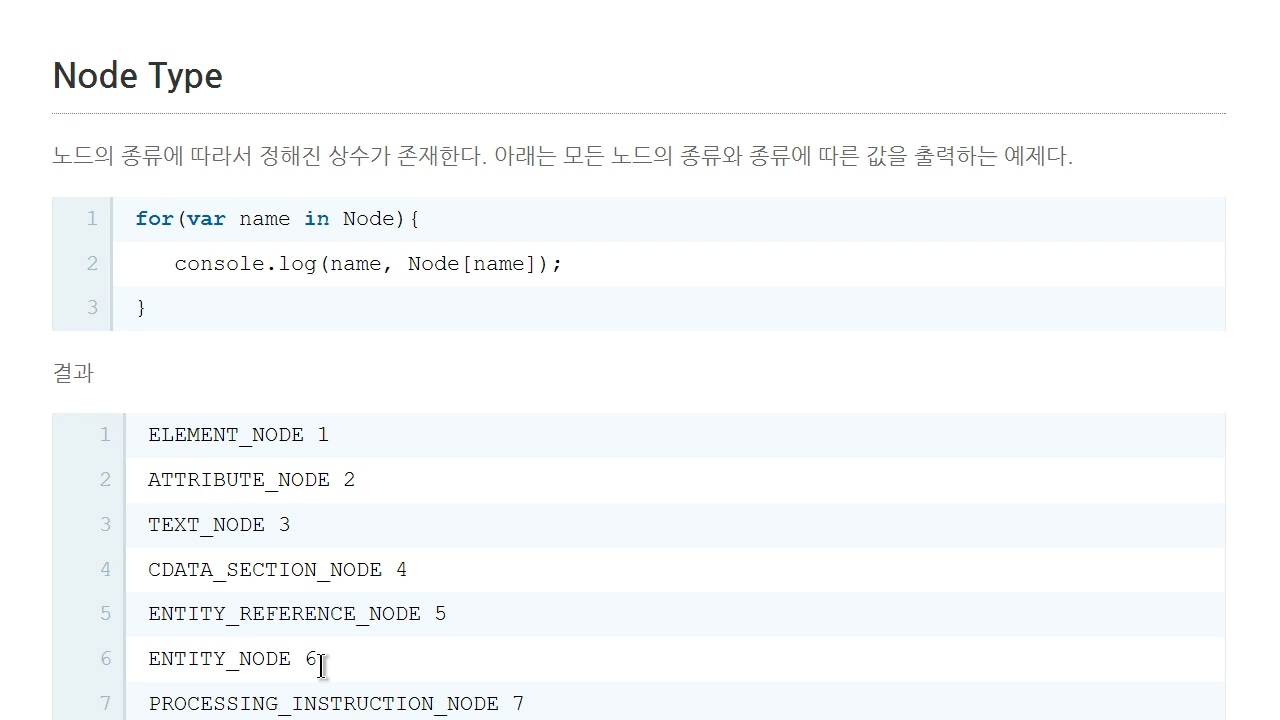 Node Type
노드의 종류에 따라서 정해진 상수가 존재한다. 아래는 모든 노드의 종류와 종류에 따른 값을 출력하는 예제다.
1 for(var name in Node){
2 console.log(name, Node[name]);
3 }
결과
1 ELEMENT_NODE 1
2 ATTRIBUTE_NODE 2
3 TEXT_NODE 3
4 CDATA_SECTION_NODE 4
5 ENTITY_REFERENCE_NODE 5
6 ENTITY_NODE 6
7 PROCESSING_INSTRUCTION_NODE 7